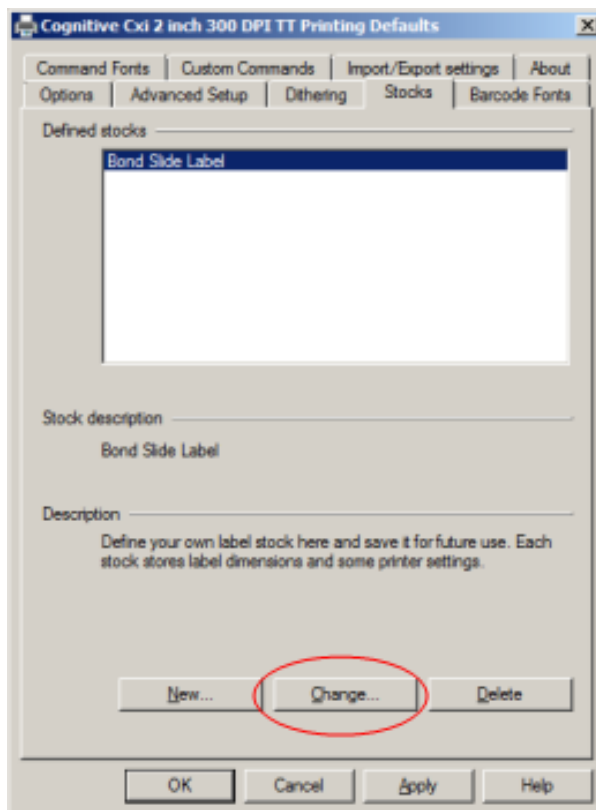 Cognitive Cxi 2 inch 300 DPI TT Printing Defaults
Command Fonts Custom Commands Import/Export settings About
Options Advanced Setup Dithering Stocks Barcode Fonts
Defined stocks
Bond Slide Label
Stock description
Bond Slide Label
Description
Define your own label stock here and save it for future use. Each
stock stores label dimensions and some printer settings.
New... Change... Delete
OK Cancel Apply Help